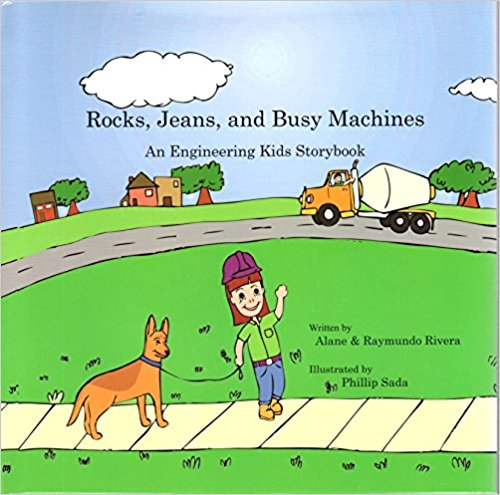 Rocks, Jeans, and Busy Machines
An Engineering Kids Storybook
Written by
Alane & Raymundo Rivera
Illustrated by
Phillip Sada